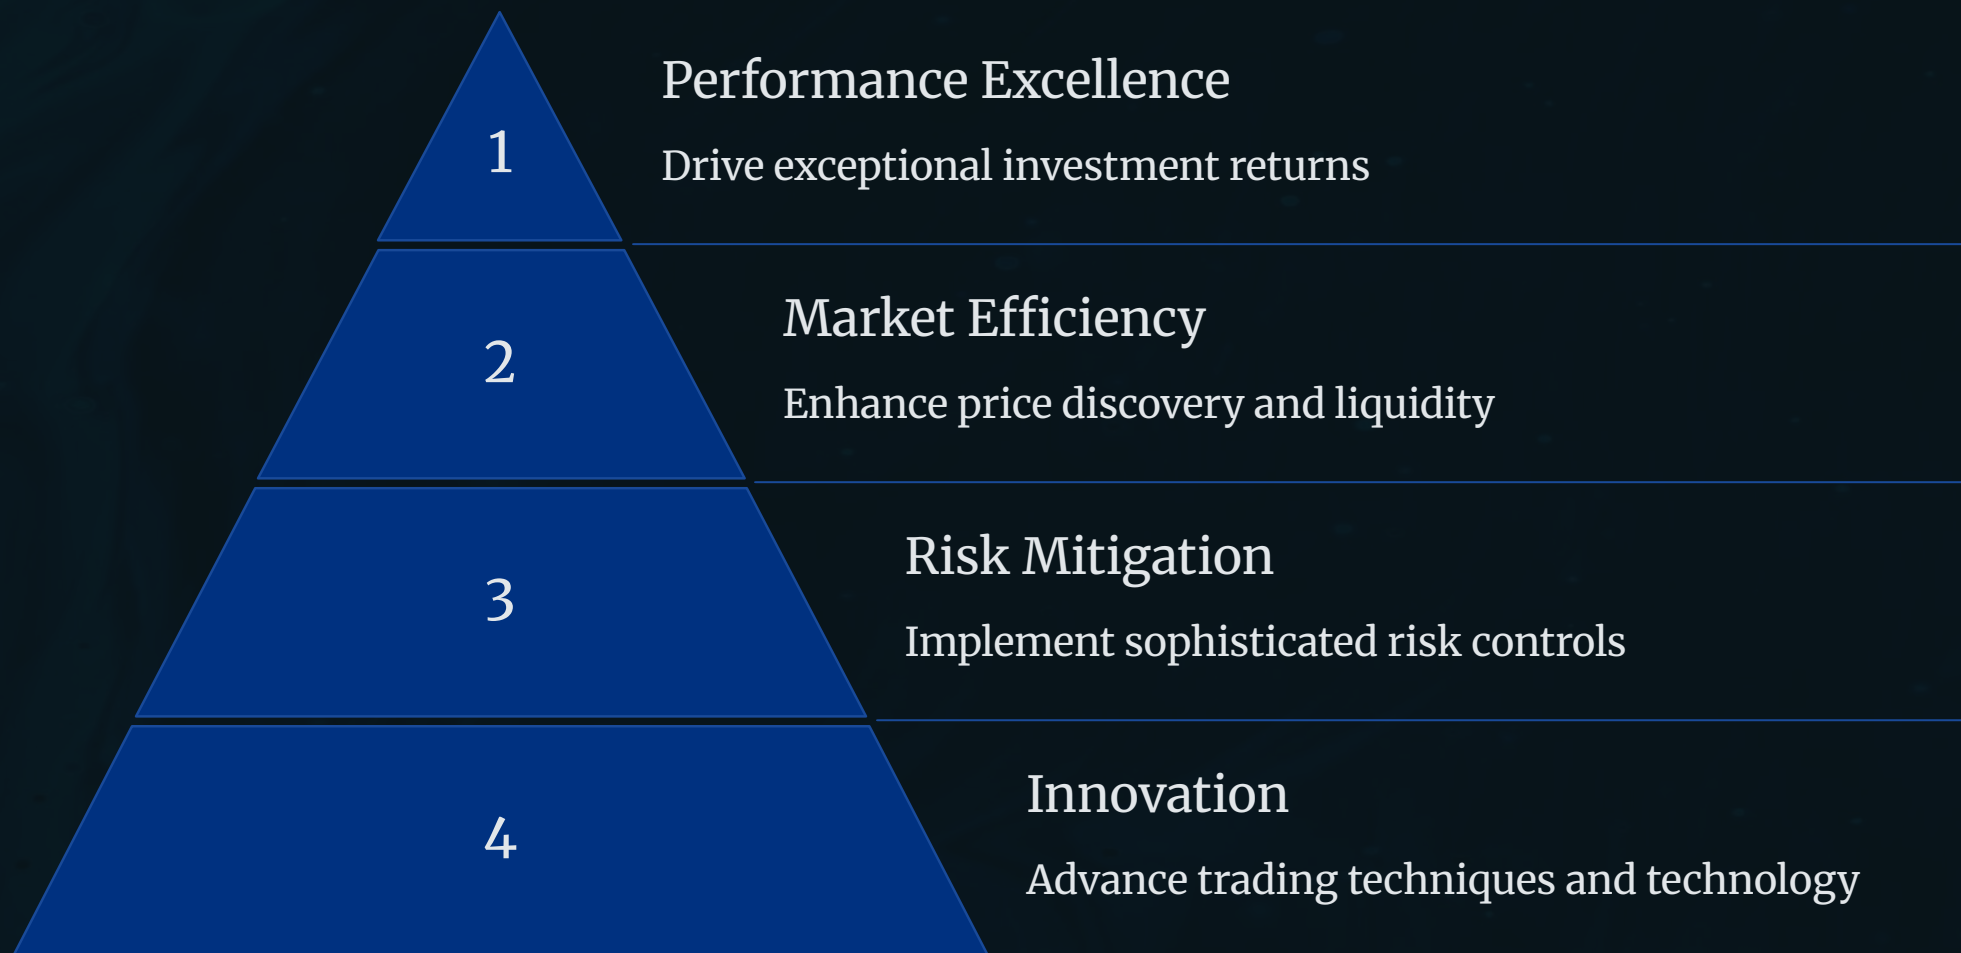 1
Performance Excellence
Drive exceptional investment returns
2
Market Efficiency
Enhance price discovery and liquidity
3
Risk Mitigation
Implement sophisticated risk controls
4
Innovation
Advance trading techniques and technology